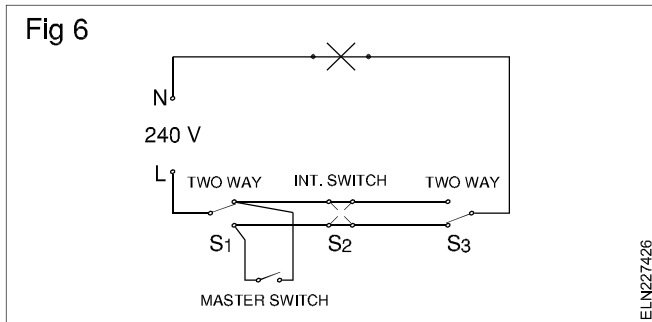 Fig 6
N
240 V
L
TWO WAY INT. SWITCH TWO WAY
S1 S2 S3
MASTER SWITCH
ELN227426